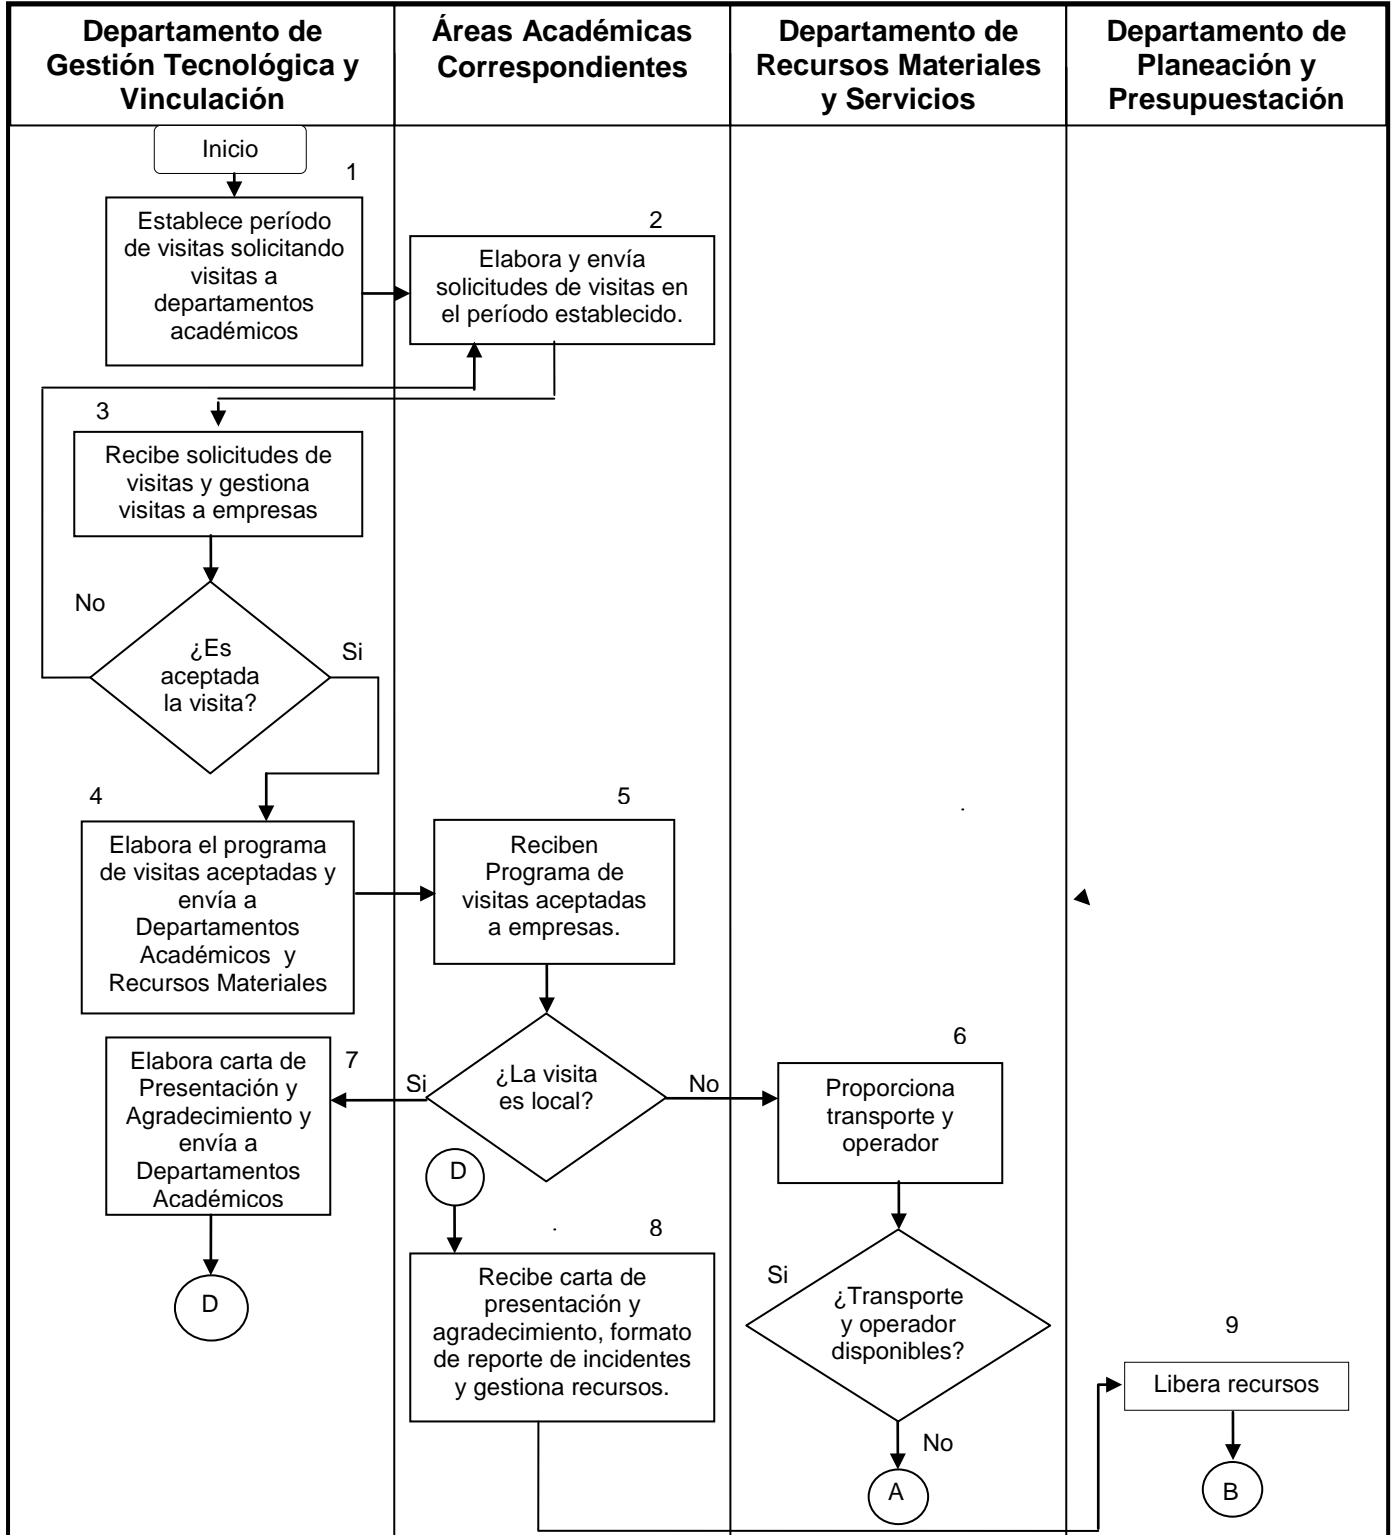 Departamento de
Gestión Tecnológica y
Vinculación
Áreas Académicas
Correspondientes
Departamento de
Recursos Materiales
y Servicios
Departamento de
Planeación y
Presupuestación
Inicio
1
Establece período
de visitas solicitando
visitas a
departamentos
académicos
2
Elabora y envía
solicitudes de visitas en
el período establecido.
3
Recibe solicitudes de
visitas y gestiona
visitas a empresas
No
¿Es
aceptada
la visita?
Si
4
Elabora el programa
de visitas aceptadas y
envía a
Departamentos
Académicos y
Recursos Materiales
5
Reciben
Programa de
visitas aceptadas
a empresas.
7
Elabora carta de
Presentación y
Agradecimiento y
envía a
Departamentos
Académicos
Si
¿La visita
es local?
No
6
Proporciona
transporte y
operador
D
D
8
Recibe carta de
presentación y
agradecimiento, formato
de reporte de incidentes
y gestiona recursos.
Si
¿Transporte
y operador
disponibles?
No
A
9
Libera recursos
B